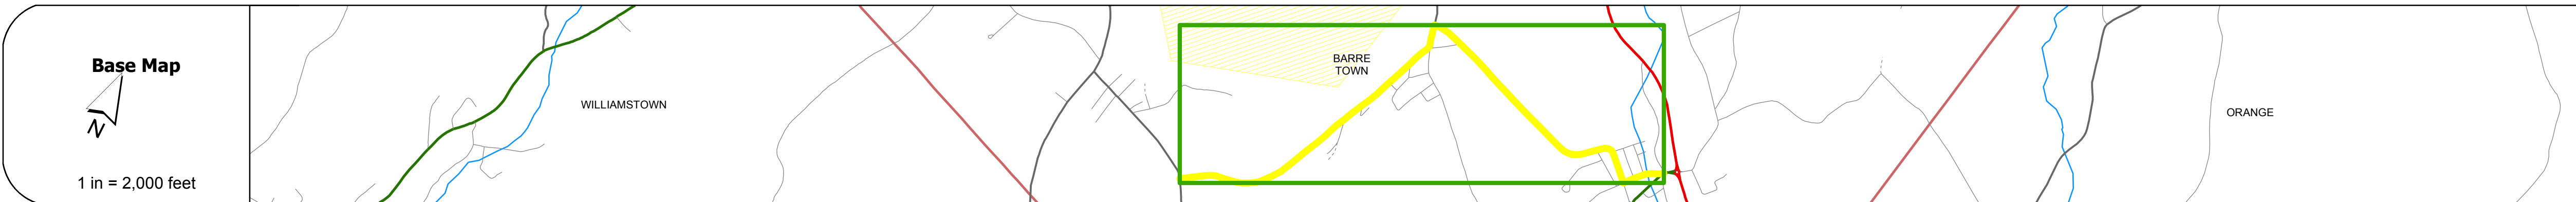 Base Map
N
1 in = 2,000 feet
WILLIAMSTOWN
BARRE
TOWN
ORANGE